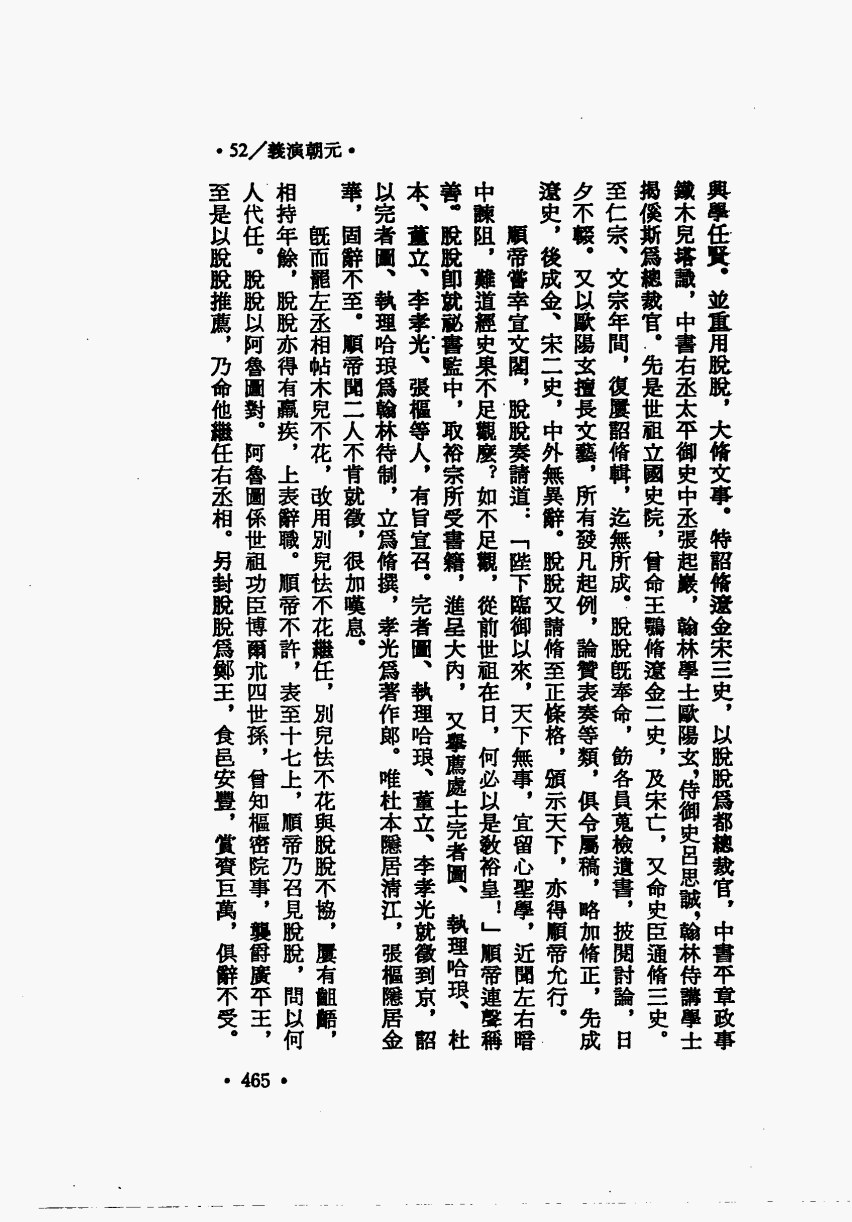 •52／義演朝元•
興學任賢。並重用脫脫，大脩文事。特詔脩遼金宋三史，以脫脫爲都總裁官，中書平章政事
鐵木兒塔識，中書右丞太平御史中丞張起巖，翰林學士歐陽玄，侍御史呂思誠，翰林侍講學士
揭傒斯爲總裁官。先是世祖立國史院，曾命王鶚脩遼金二史，及宋亡，又命史臣通脩三史。
至仁宗、文宗年間，復屢詔脩輯，迄無所成。脫脫旣奉命，飭各員蒐檢遺書，披閱討論，日
夕不輟。又以歐陽玄擅長文藝，所有發凡起例，論贊表奏等類，俱令屬稿，略加脩正，先成
遼史，後成金、宋二史，中外無異辭。脫脫又請脩至正條格，頒示天下，亦得順帝允行。
順帝嘗幸宣文閣，脫脫奏請道：「陛下臨御以來，天下無事，宜留心聖學，近聞左右暗
中諫阻，難道經史果不足觀麽？如不足觀，從前世祖在日，何必以是敎裕皇！」順帝連聲稱
善。脫脫卽就祕書監中，取裕宗所受書籍，進呈大內，又擧薦處士完者圖、執理哈琅、杜
本、董立、李孝光、張樞等人，有旨宣召。完者圖、執理哈琅、董立、李孝光就徵到京，詔
以完者圖、執理哈琅爲翰林待制，立爲脩撰，孝光爲著作郎。唯杜本隱居清江，張樞隱居金
華，固辭不至。順帝聞二人不肯就徵，很加嘆息。
旣而罷左丞相帖木兒不花，改用別兒怯不花繼任，別兒怯不花與脫脫不協，屢有齟齬，
相持年餘，脫脫亦得有羸疾，上表辭職。順帝不許，表至十七上，順帝乃召見脫脫，問以何
人代任。脫脫以阿魯圖對。阿魯圖係世祖功臣博爾朮四世孫，曾知樞密院事，襲爵廣平王，
至是以脫脫推薦，乃命他繼任右丞相。另封脫脫爲鄭王，食邑安豐，賞賚巨萬，俱辭不受。
•465•